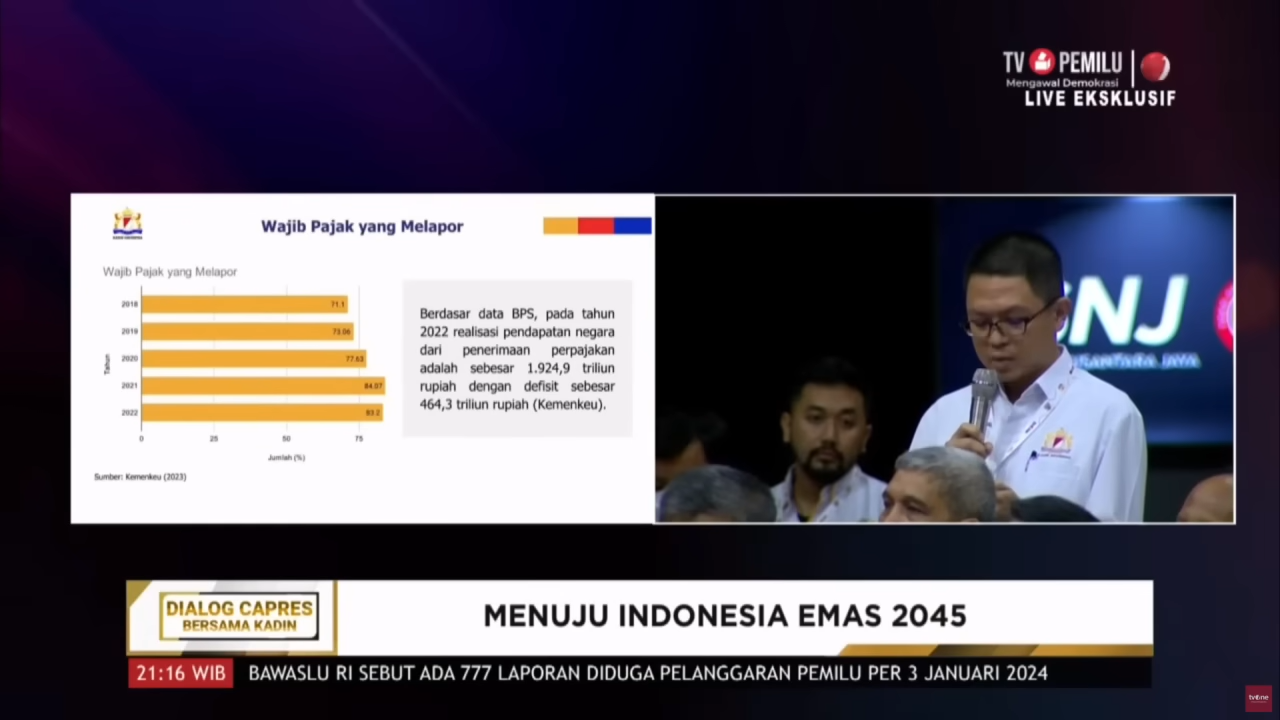 TV PEMILU
Mengawal Demokrasi
LIVE EKSKLUSIF
Wajib Pajak yang Melapor
Wajib Pajak yang Melapor
Tahun
2018
71.1
2019
73.06
2020
77.63
2021
84.07
2022
83.2
0 25 50 75
Jumlah (%)
Sumber: Kemenkeu (2023)
Berdasar data BPS, pada tahun
2022 realisasi pendapatan negara
dari penerimaan perpajakan
adalah sebesar 1.924,9 triliun
rupiah dengan defisit sebesar
464,3 triliun rupiah (Kemenkeu).
SNJ
JAYA
DIALOG CAPRES
BERSAMA KADIN
MENUJU INDONESIA EMAS 2045
21:16 WIB BAWASLU RI SEBUT ADA 777 LAPORAN DIDUGA PELANGGARAN PEMILU PER 3 JANUARI 2024
tvOne